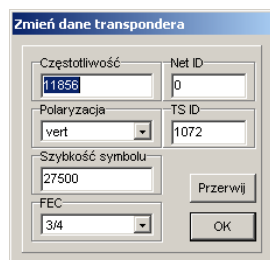 Zmień dane transpondera
Częstotliwość
11856
Net ID
0
Polaryzacja
vert
TS ID
1072
Szybkość symbolu
27500
Przerwij
FEC
3/4
OK